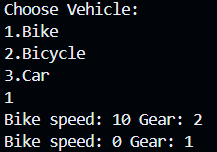 Choose Vehicle:
1.Bike
2.Bicycle
3.Car
1
Bike speed: 10 Gear: 2
Bike speed: 0 Gear: 1